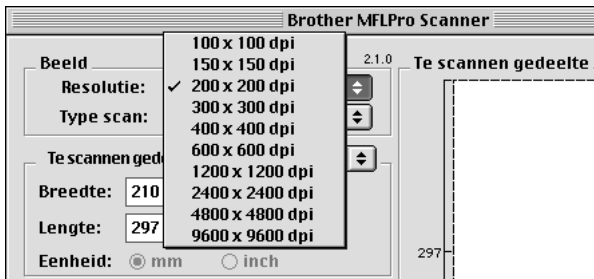 Brother MFLPro Scanner
Beeld
2.1.0
Resolutie:
Type scan:
100 x 100 dpi
150 x 150 dpi
✓ 200 x 200 dpi
300 x 300 dpi
400 x 400 dpi
600 x 600 dpi
1200 x 1200 dpi
2400 x 2400 dpi
4800 x 4800 dpi
9600 x 9600 dpi
Te scannen ged
Breedte: 210
Lengte: 297
Eenheid: mm inch
Te scannen gedeelte
297